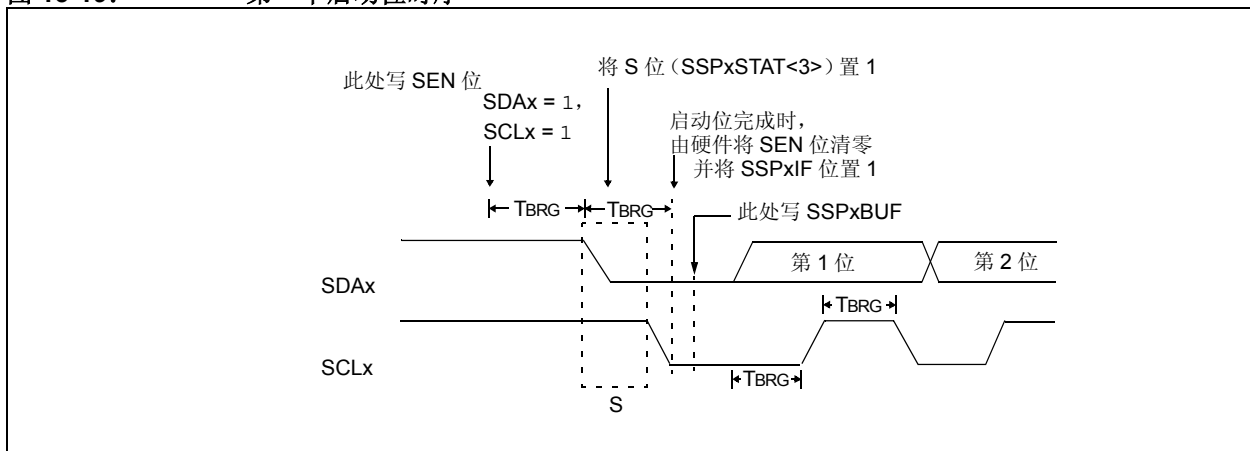 此处写 SEN 位
SDAx = 1,
SCLx = 1
将 S 位（SSPxSTAT<3>）置 1
启动位完成时，
由硬件将 SEN 位清零
并将 SSPxIF 位置 1
TBRG
TBRG
此处写 SSPxBUF
SDAx
第 1 位
第 2 位
TBRG
SCLx
TBRG
S